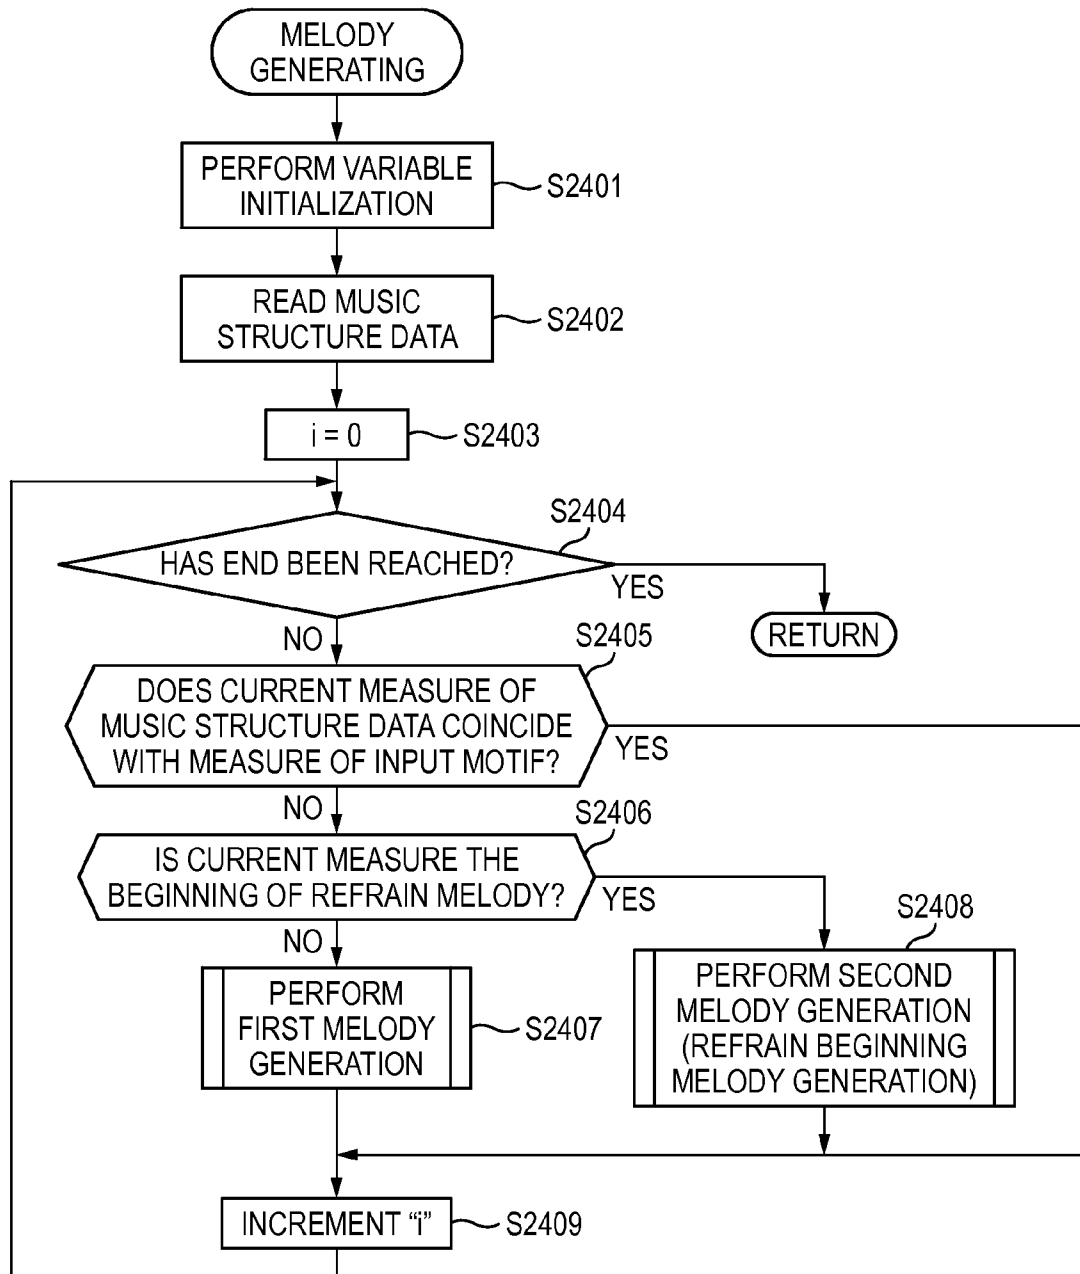 MELODY
GENERATING
PERFORM VARIABLE
INITIALIZATION
S2401
READ MUSIC
STRUCTURE DATA
S2402
i = 0
S2403
S2404
HAS END BEEN REACHED?
YES
RETURN
NO
S2405
DOES CURRENT MEASURE OF
MUSIC STRUCTURE DATA COINCIDE
WITH MEASURE OF INPUT MOTIF?
YES
NO
S2406
IS CURRENT MEASURE THE
BEGINNING OF REFRAIN MELODY?
YES
NO
S2408
PERFORM
FIRST MELODY
GENERATION
S2407
PERFORM SECOND
MELODY GENERATION
(REFRAIN BEGINNING
MELODY GENERATION)
INCREMENT “i”
S2409